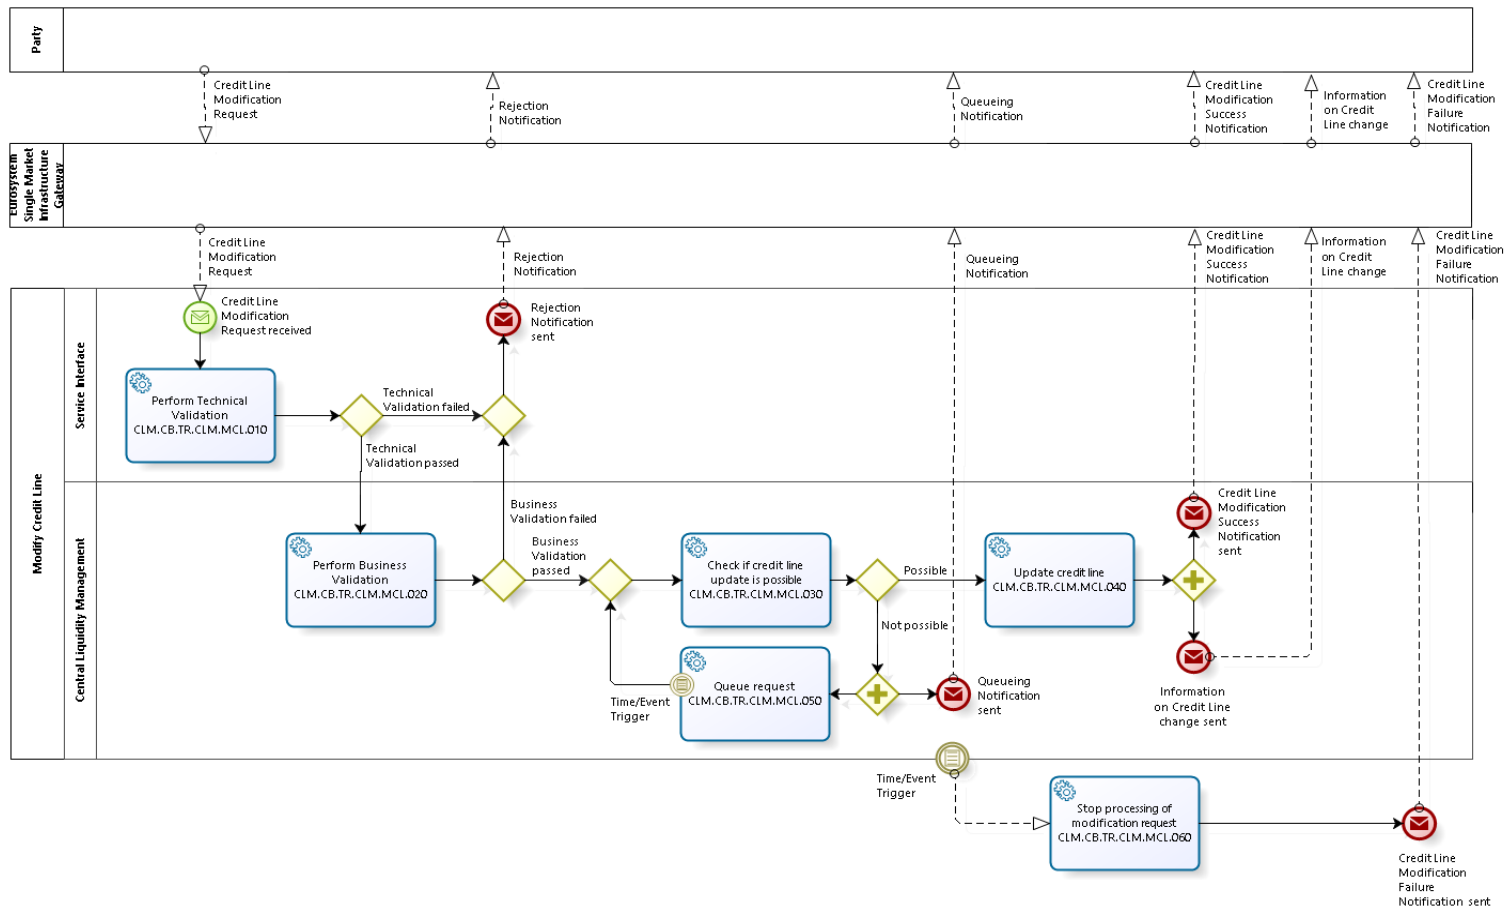 Party
Credit Line
Modification
Request
Rejection
Notification
Queueing
Notification
Credit Line
Modification
Success
Notification
Information
on Credit
Line change
Credit Line
Modification
Failure
Notification
Eurosystem
Single Market
Infrastructure
Gateway
Credit Line
Modification
Request
Rejection
Notification
Queueing
Notification
Credit Line
Modification
Success
Notification
Information
on Credit
Line change
Credit Line
Modification
Failure
Notification
Modify Credit Line
Service Interface
Credit Line
Modification
Request received
Rejection
Notification
sent
Perform Technical
Validation
CLM.CB.TR.CLM.MCL.010
Technical
Validation failed
Technical
Validation passed
Central Liquidity Management
Business
Validation failed
Business
Validation
passed
Perform Business
Validation
CLM.CB.TR.CLM.MCL.020
Check if credit line
update is possible
CLM.CB.TR.CLM.MCL.030
Possible
Not possible
Update credit line
CLM.CB.TR.CLM.MCL.040
Credit Line
Modification
Success
Notification
sent
Queue request
CLM.CB.TR.CLM.MCL.050
Time/Event
Trigger
Queueing
Notification
sent
Information
on Credit Line
change sent
Time/Event
Trigger
Stop processing of
modification request
CLM.CB.TR.CLM.MCL.060
Credit Line
Modification
Failure
Notification sent